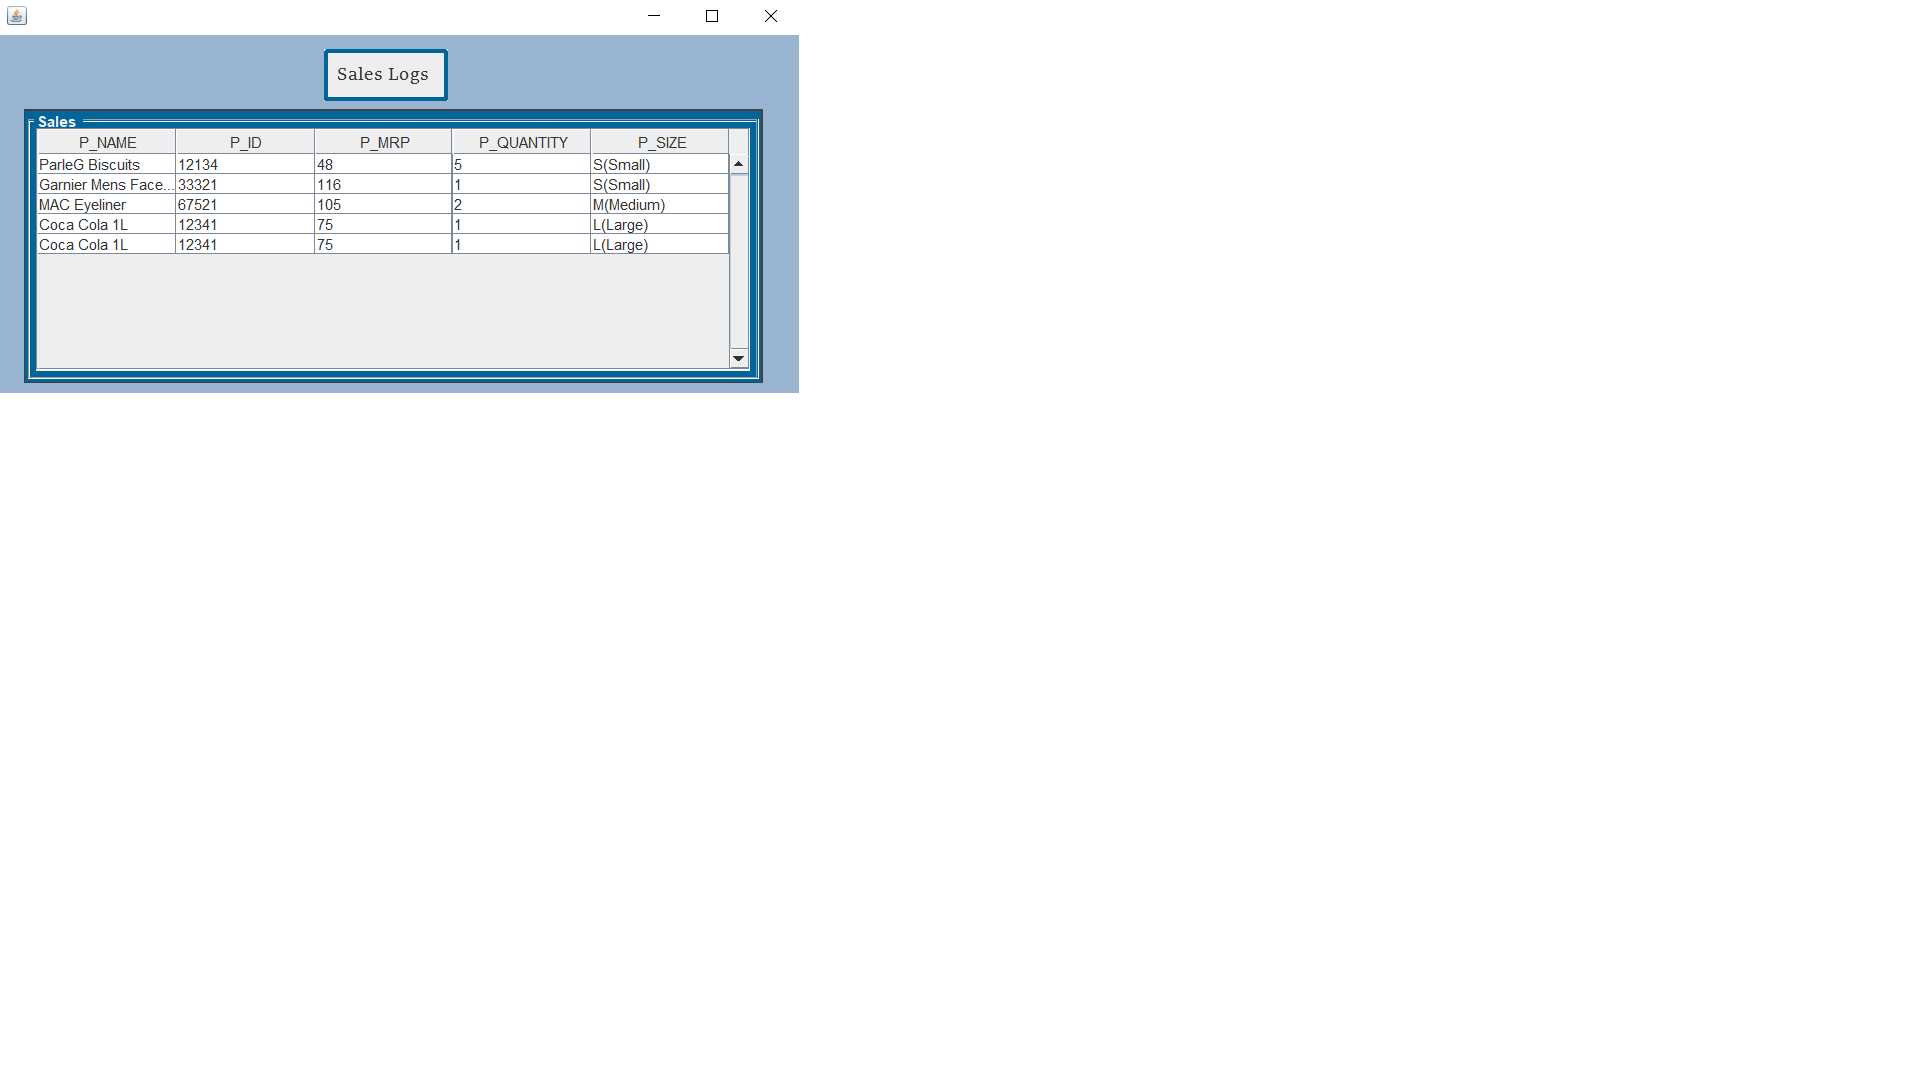 Sales Logs
Sales
P_NAME P_ID P_MRP P_QUANTITY P_SIZE
ParleG Biscuits 12134 48 5 S(Small)
Garnier Mens Face... 33321 116 1 S(Small)
MAC Eyeliner 67521 105 2 M(Medium)
Coca Cola 1L 12341 75 1 L(Large)
Coca Cola 1L 12341 75 1 L(Large)